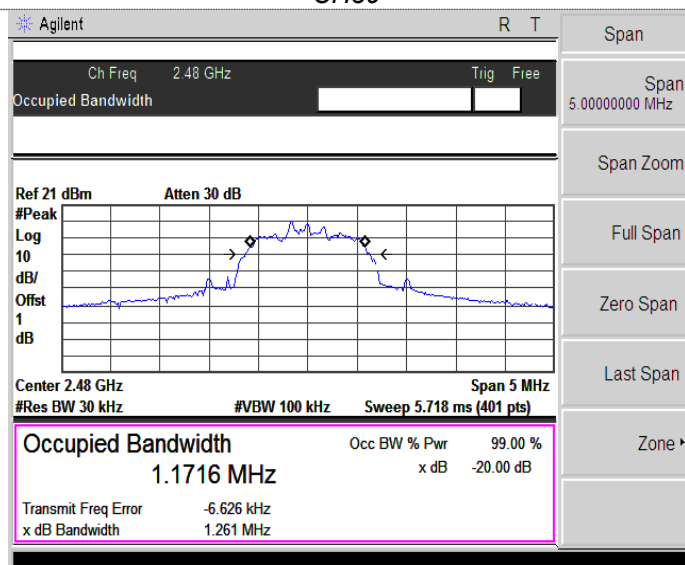 Agilent R T
Span
Ch Freq 2.48 GHz Trig Free
Occupied Bandwidth
Span
5.00000000 MHz
Span Zoom
Ref 21 dBm Atten 30 dB
#Peak
Log
10
dB/
Offst
1
dB
Full Span
Zero Span
Last Span
Center 2.48 GHz Span 5 MHz
#Res BW 30 kHz #VBW 100 kHz Sweep 5.718 ms (401 pts)
Occupied Bandwidth
1.1716 MHz
Occ BW % Pwr 99.00 %
x dB -20.00 dB
Zone
Transmit Freq Error -6.626 kHz
x dB Bandwidth 1.261 MHz